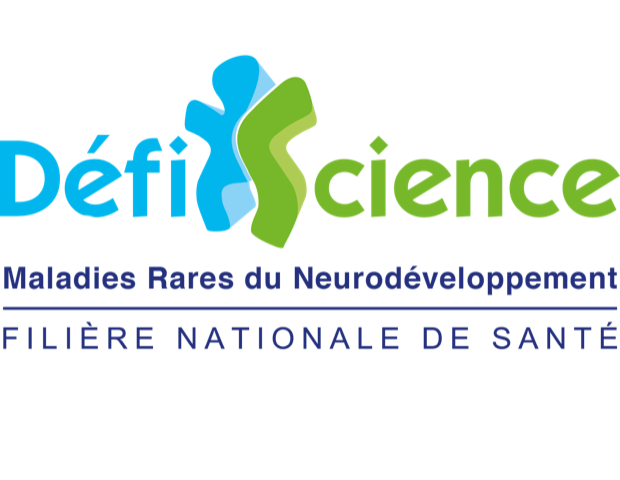 DéfiScience
Maladies Rares du Neurodéveloppement
FILIÈRE NATIONALE DE SANTÉ